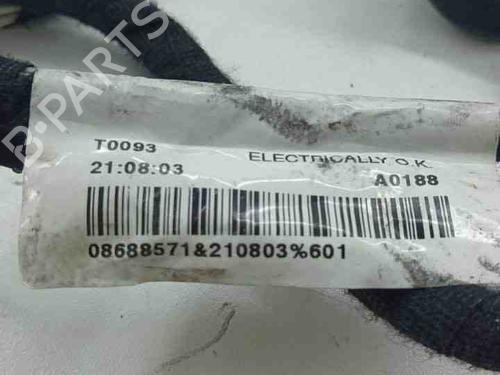 B-PARTS
T0093
ELECTRICALLY O.K.
21:08:03
A0188
08688571&210803%601